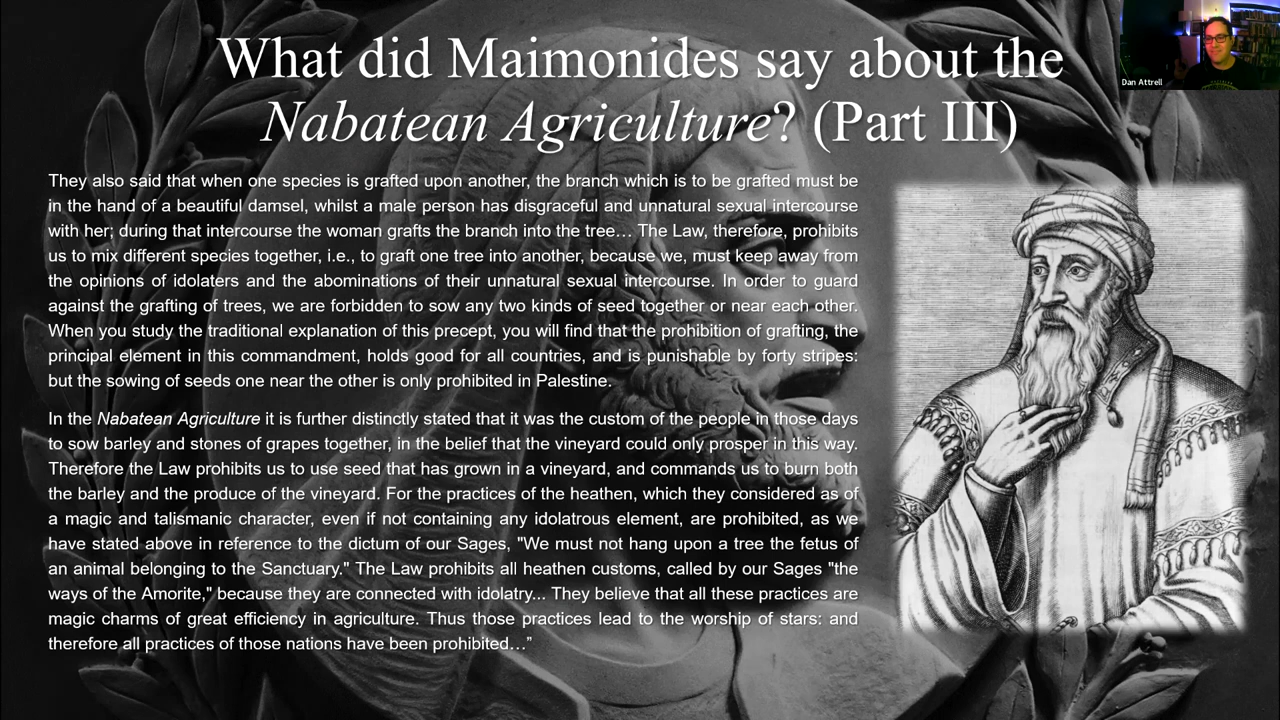 What did Maimonides say about the
Nabatean Agriculture? (Part III)
Dan Attrell
They also said that when one species is grafted upon another, the branch which is to be grafted must be
in the hand of a beautiful damsel, whilst a male person has disgraceful and unnatural sexual intercourse
with her; during that intercourse the woman grafts the branch into the tree… The Law, therefore, prohibits
us to mix different species together, i.e., to graft one tree into another, because we, must keep away from
the opinions of idolaters and the abominations of their unnatural sexual intercourse. In order to guard
against the grafting of trees, we are forbidden to sow any two kinds of seed together or near each other.
When you study the traditional explanation of this precept, you will find that the prohibition of grafting, the
principal element in this commandment, holds good for all countries, and is punishable by forty stripes:
but the sowing of seeds one near the other is only prohibited in Palestine.
In the Nabatean Agriculture it is further distinctly stated that it was the custom of the people in those days
to sow barley and stones of grapes together, in the belief that the vineyard could only prosper in this way.
Therefore the Law prohibits us to use seed that has grown in a vineyard, and commands us to burn both
the barley and the produce of the vineyard. For the practices of the heathen, which they considered as of
a magic and talismanic character, even if not containing any idolatrous element, are prohibited, as we
have stated above in reference to the dictum of our Sages, "We must not hang upon a tree the fetus of
an animal belonging to the Sanctuary." The Law prohibits all heathen customs, called by our Sages "the
ways of the Amorite," because they are connected with idolatry... They believe that all these practices are
magic charms of great efficiency in agriculture. Thus those practices lead to the worship of stars: and
therefore all practices of those nations have been prohibited…”